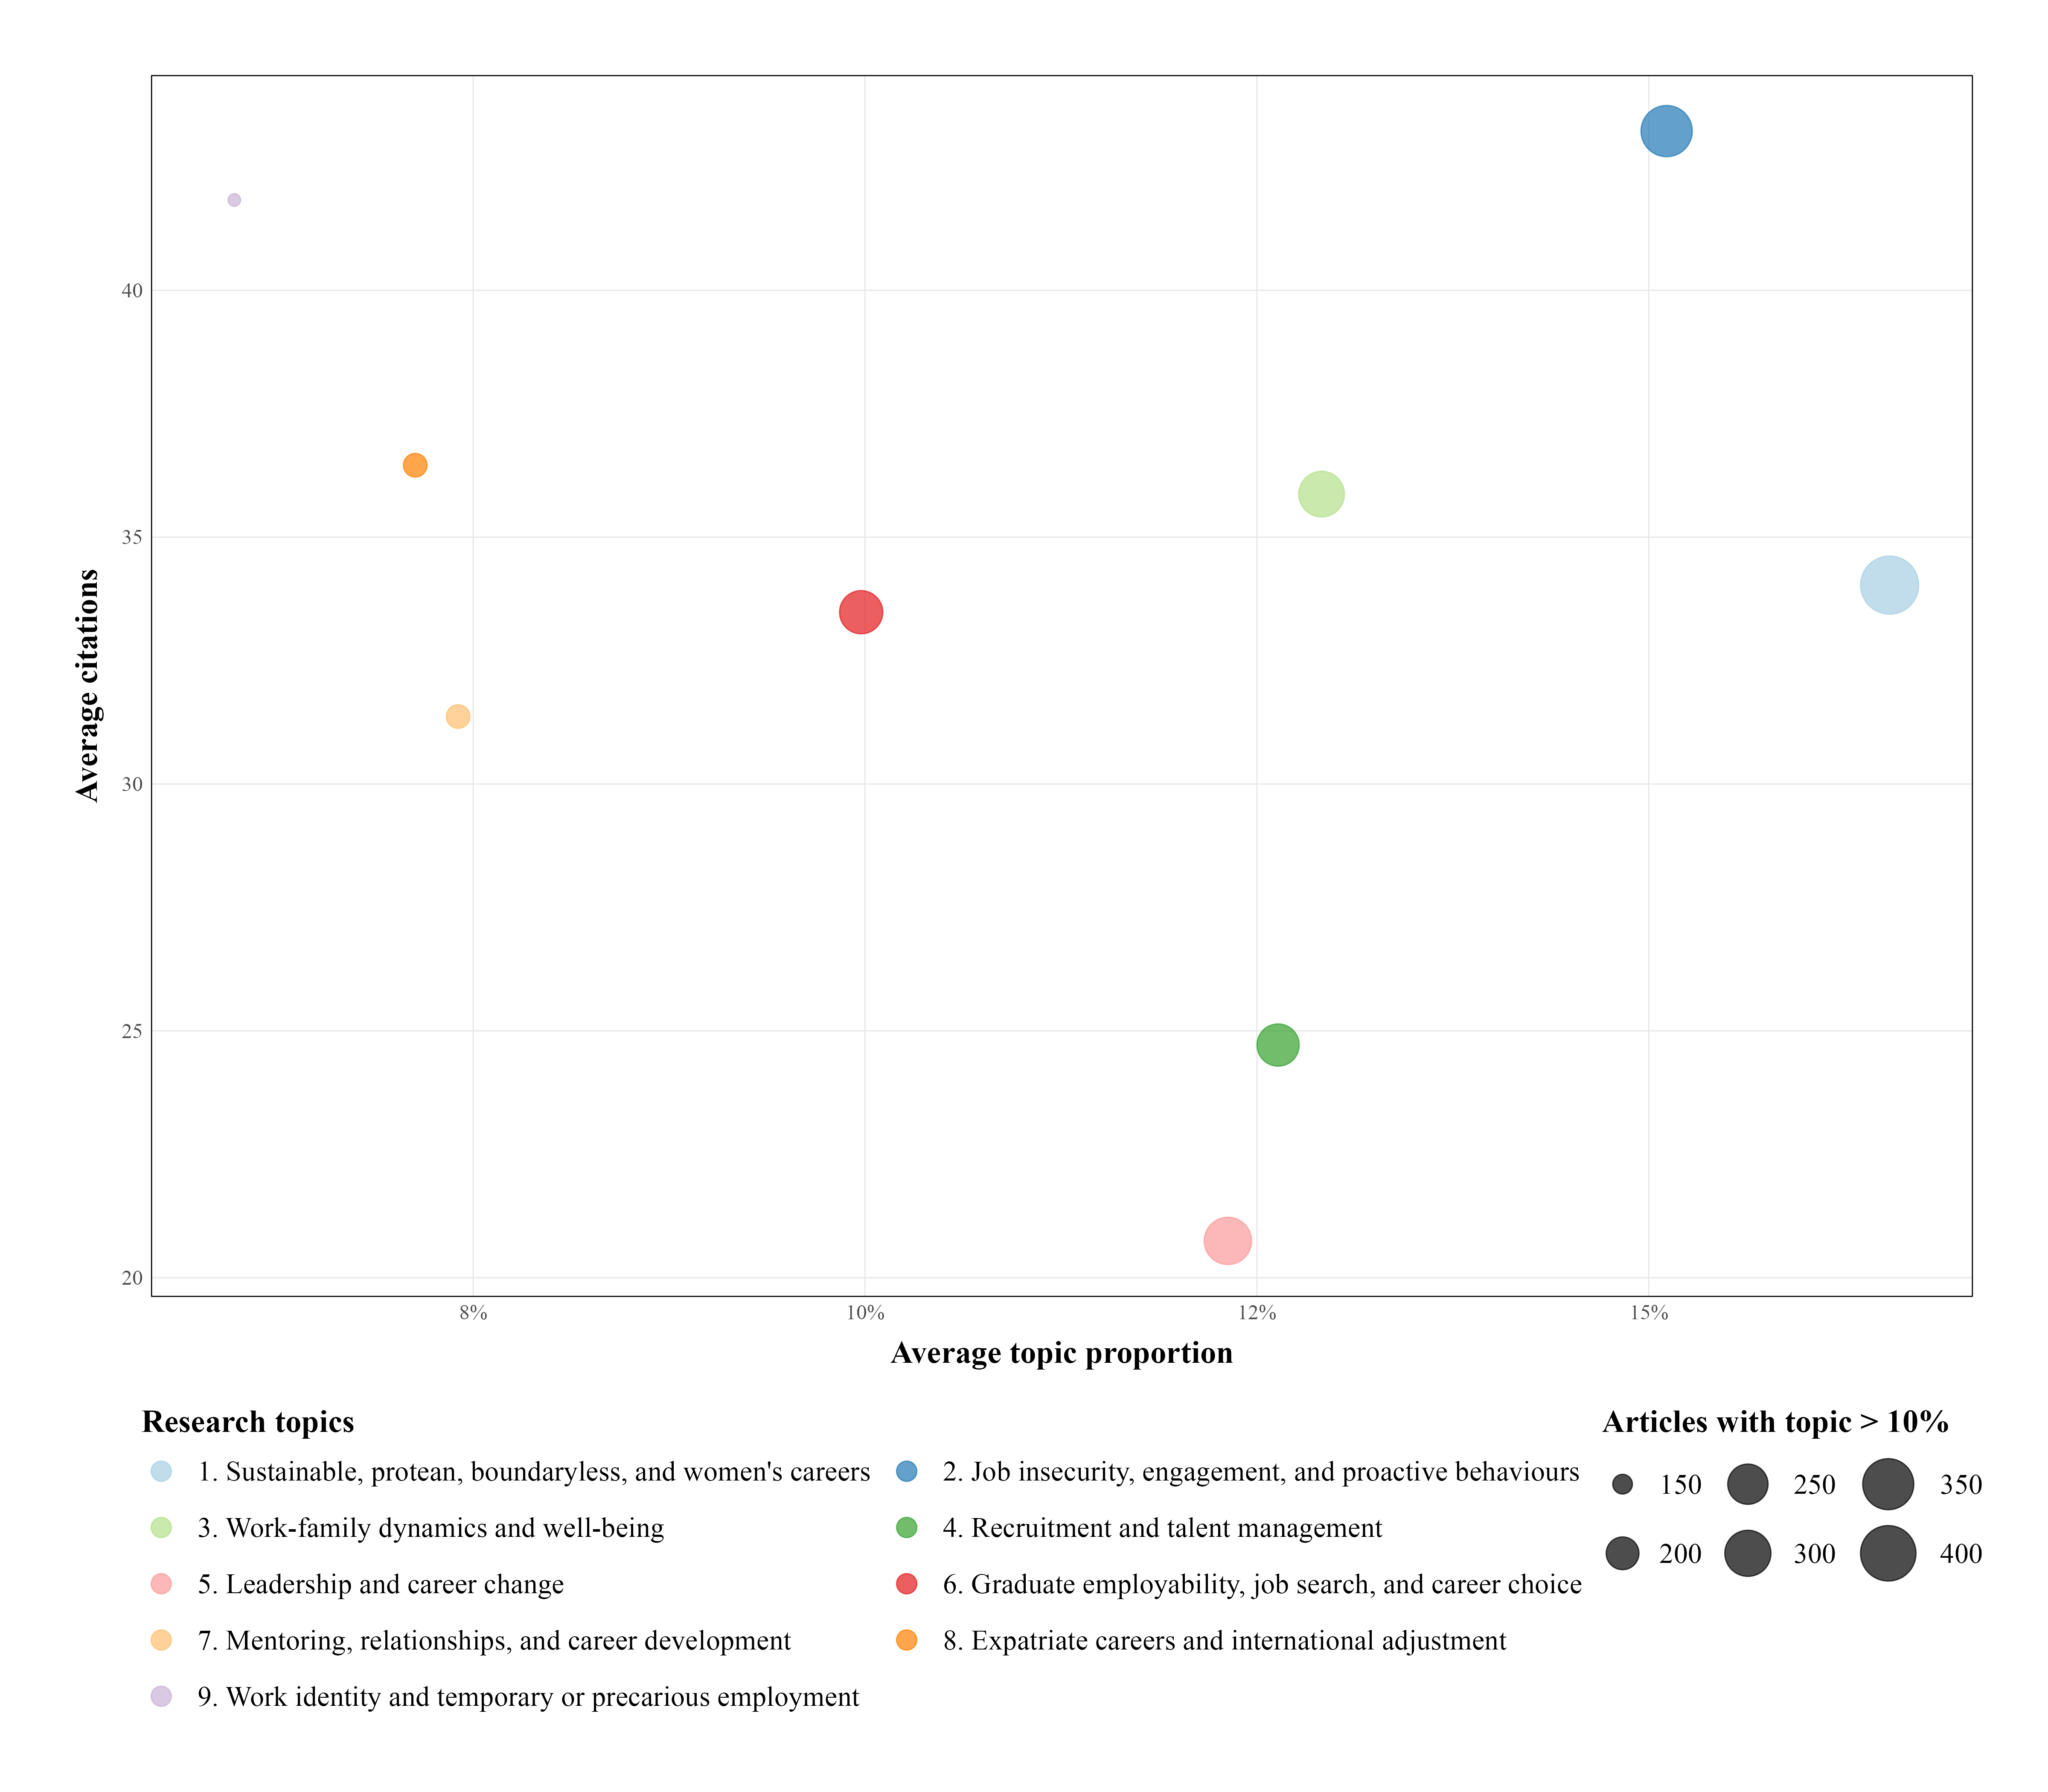 40
35
30
25
20
Average citations
8% 10% 12% 15%
Average topic proportion
Research topics
1. Sustainable, protean, boundaryless, and women's careers
2. Job insecurity, engagement, and proactive behaviours
3. Work-family dynamics and well-being
4. Recruitment and talent management
5. Leadership and career change
6. Graduate employability, job search, and career choice
7. Mentoring, relationships, and career development
8. Expatriate careers and international adjustment
9. Work identity and temporary or precarious employment
Articles with topic > 10%
150 250 350
200 300 400